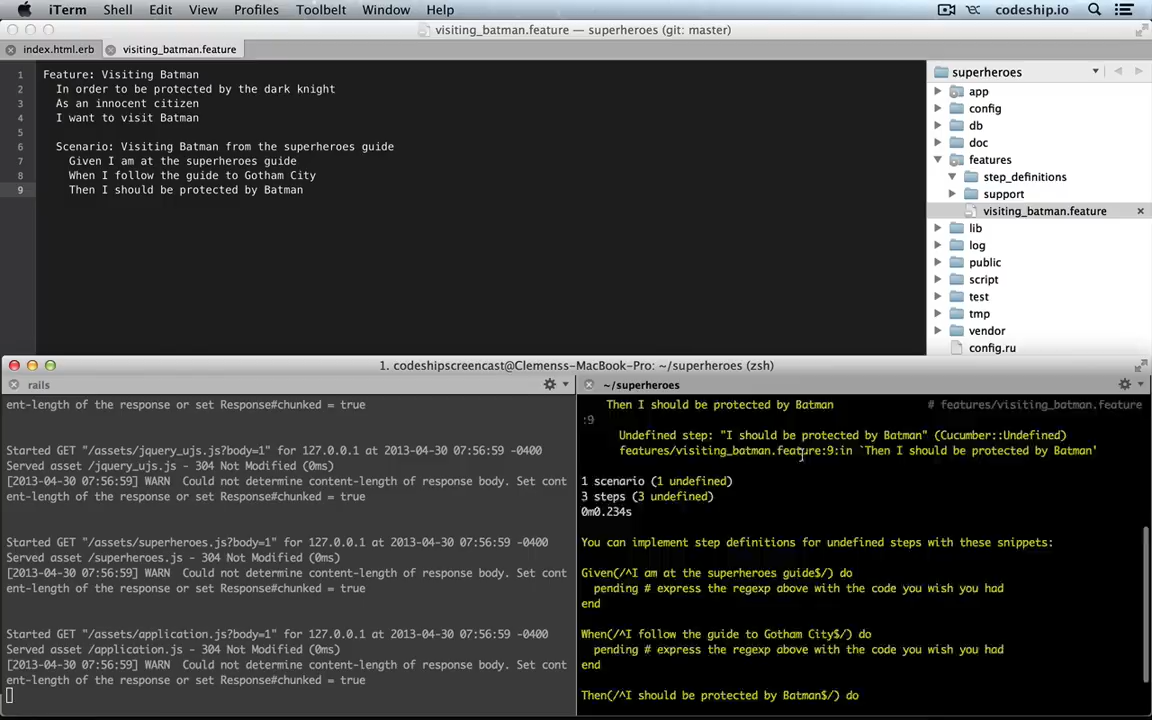 iTerm Shell Edit View Profiles Toolbelt Window Help codeship.io
visiting_batman.feature — superheroes (git: master)
index.html.erb visiting_batman.feature
1 Feature: Visiting Batman
2 In order to be protected by the dark knight
3 As an innocent citizen
4 I want to visit Batman
5
6 Scenario: Visiting Batman from the superheroes guide
7 Given I am at the superheroes guide
8 When I follow the guide to Gotham City
9 Then I should be protected by Batman
superheroes
app
config
db
doc
features
step_definitions
support
visiting_batman.feature
lib
log
public
script
test
tmp
vendor
config.ru
1. codeshipscreencast@Clemenss-MacBook-Pro: ~/superheroes (zsh)
rails
ent-length of the response or set Response#chunked = true
Started GET "/assets/jquery_ujs.js?body=1" for 127.0.0.1 at 2013-04-30 07:56:59 -0400
Served asset /jquery_ujs.js - 304 Not Modified (0ms)
[2013-04-30 07:56:59] WARN Could not determine content-length of response body. Set cont
ent-length of the response or set Response#chunked = true
Started GET "/assets/superheroes.js?body=1" for 127.0.0.1 at 2013-04-30 07:56:59 -0400
Served asset /superheroes.js - 304 Not Modified (0ms)
[2013-04-30 07:56:59] WARN Could not determine content-length of response body. Set cont
ent-length of the response or set Response#chunked = true
Started GET "/assets/application.js?body=1" for 127.0.0.1 at 2013-04-30 07:56:59 -0400
Served asset /application.js - 304 Not Modified (0ms)
[2013-04-30 07:56:59] WARN Could not determine content-length of response body. Set cont
ent-length of the response or set Response#chunked = true
~/superheroes
Then I should be protected by Batman # features/visiting_batman.feature
:9
Undefined step: "I should be protected by Batman" (Cucumber::Undefined)
features/visiting_batman.feature:9:in `Then I should be protected by Batman'
1 scenario (1 undefined)
3 steps (3 undefined)
0m0.234s
You can implement step definitions for undefined steps with these snippets:
Given(/^I am at the superheroes guide$/) do
pending # express the regexp above with the code you wish you had
end
When(/^I follow the guide to Gotham City$/) do
pending # express the regexp above with the code you wish you had
end
Then(/^I should be protected by Batman$/) do